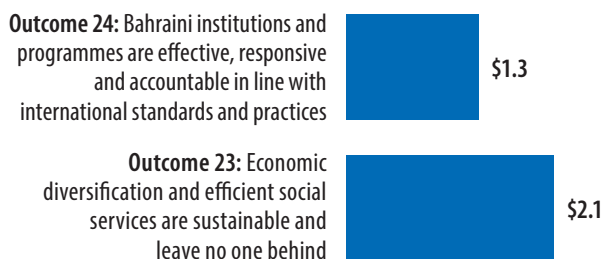 Outcome 24: Bahraini institutions and
programmes are effective, responsive
and accountable in line with
international standards and practices
$1.3
Outcome 23: Economic
diversification and efficient social
services are sustainable and
leave no one behind
$2.1